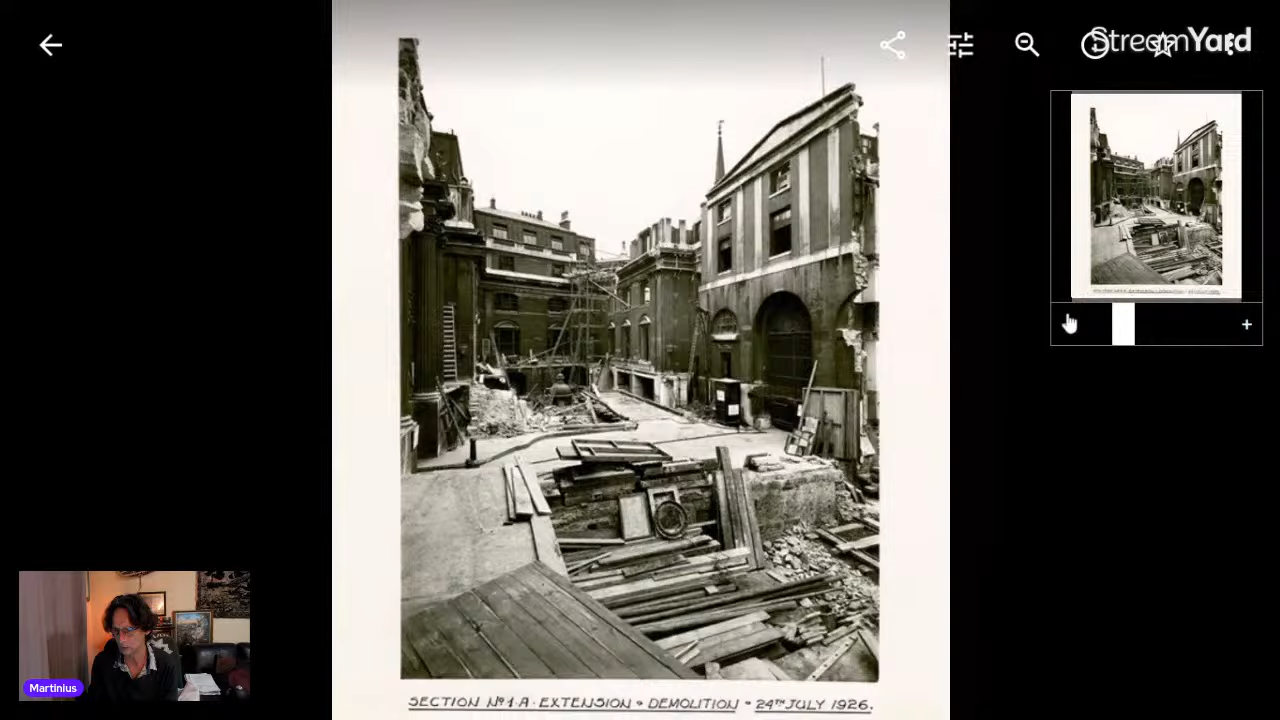 StreamYard
Martinius
SECTION Nº1·A· EXTENSION · DEMOLITION · 24TH JULY 1926.